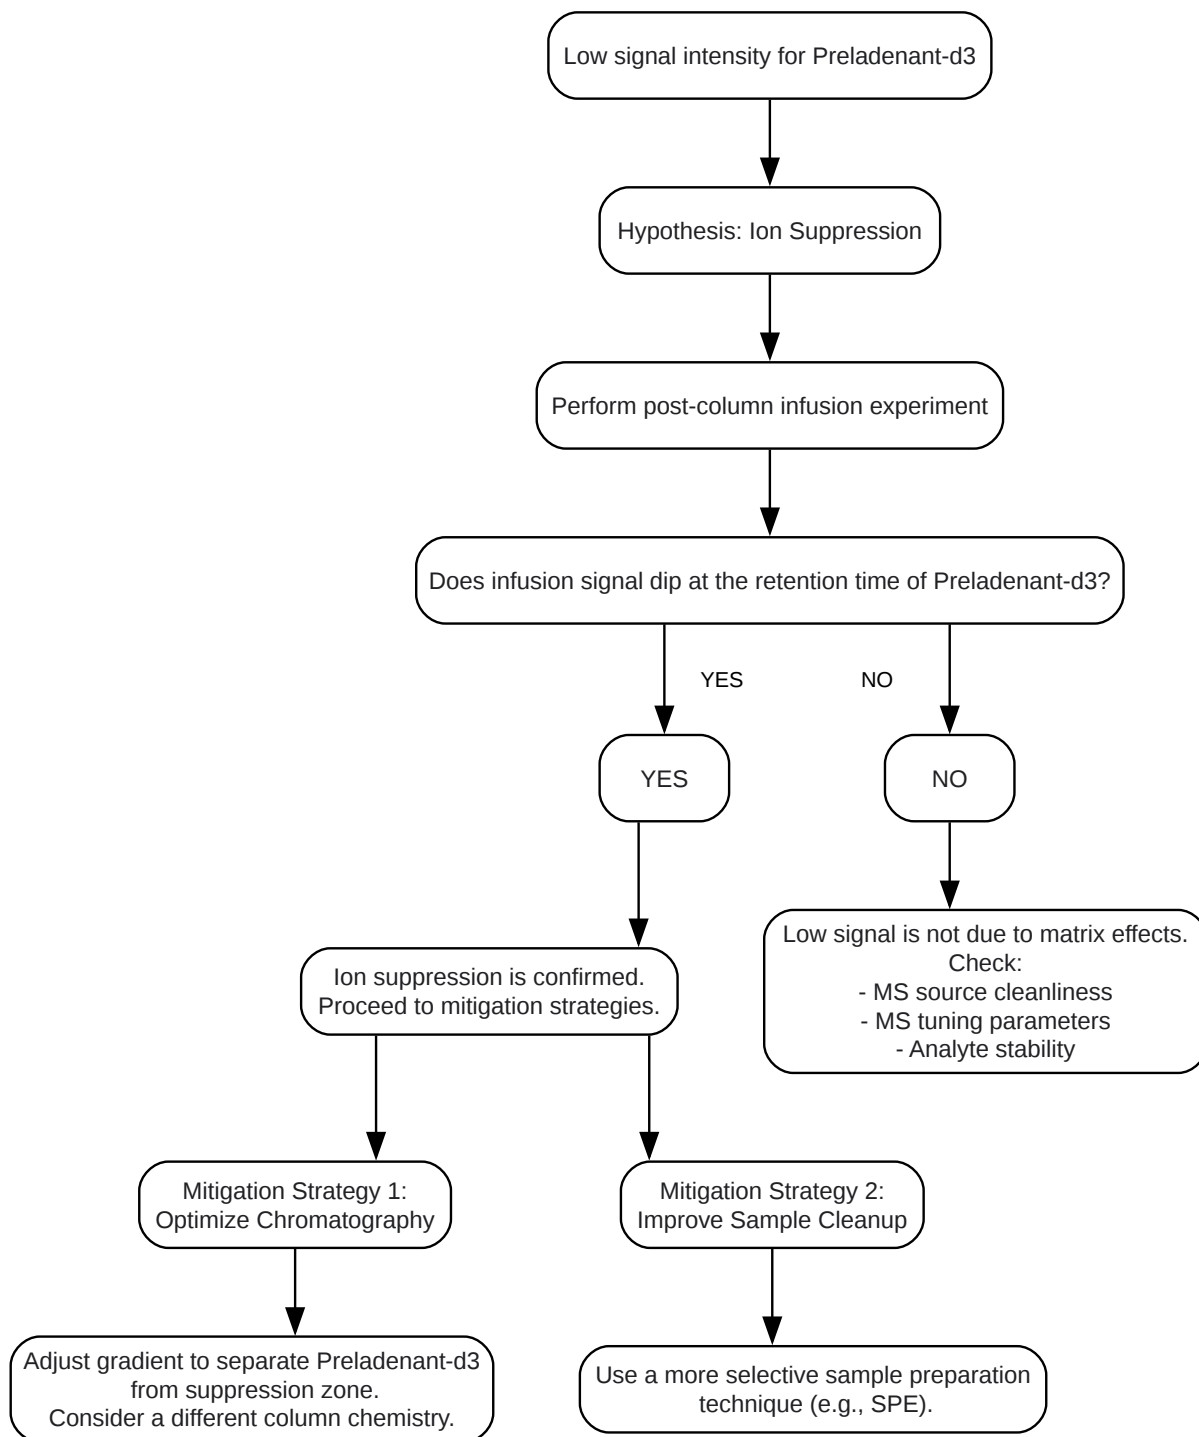 Low signal intensity for Preladenant-d3
Hypothesis: Ion Suppression
Perform post-column infusion experiment
Does infusion signal dip at the retention time of Preladenant-d3?
YES
NO
YES
NO
Low signal is not due to matrix effects.
Check:
- MS source cleanliness
- MS tuning parameters
- Analyte stability
Ion suppression is confirmed.
Proceed to mitigation strategies.
Mitigation Strategy 1:
Optimize Chromatography
Mitigation Strategy 2:
Improve Sample Cleanup
Adjust gradient to separate Preladenant-d3
from suppression zone.
Consider a different column chemistry.
Use a more selective sample preparation
technique (e.g., SPE).